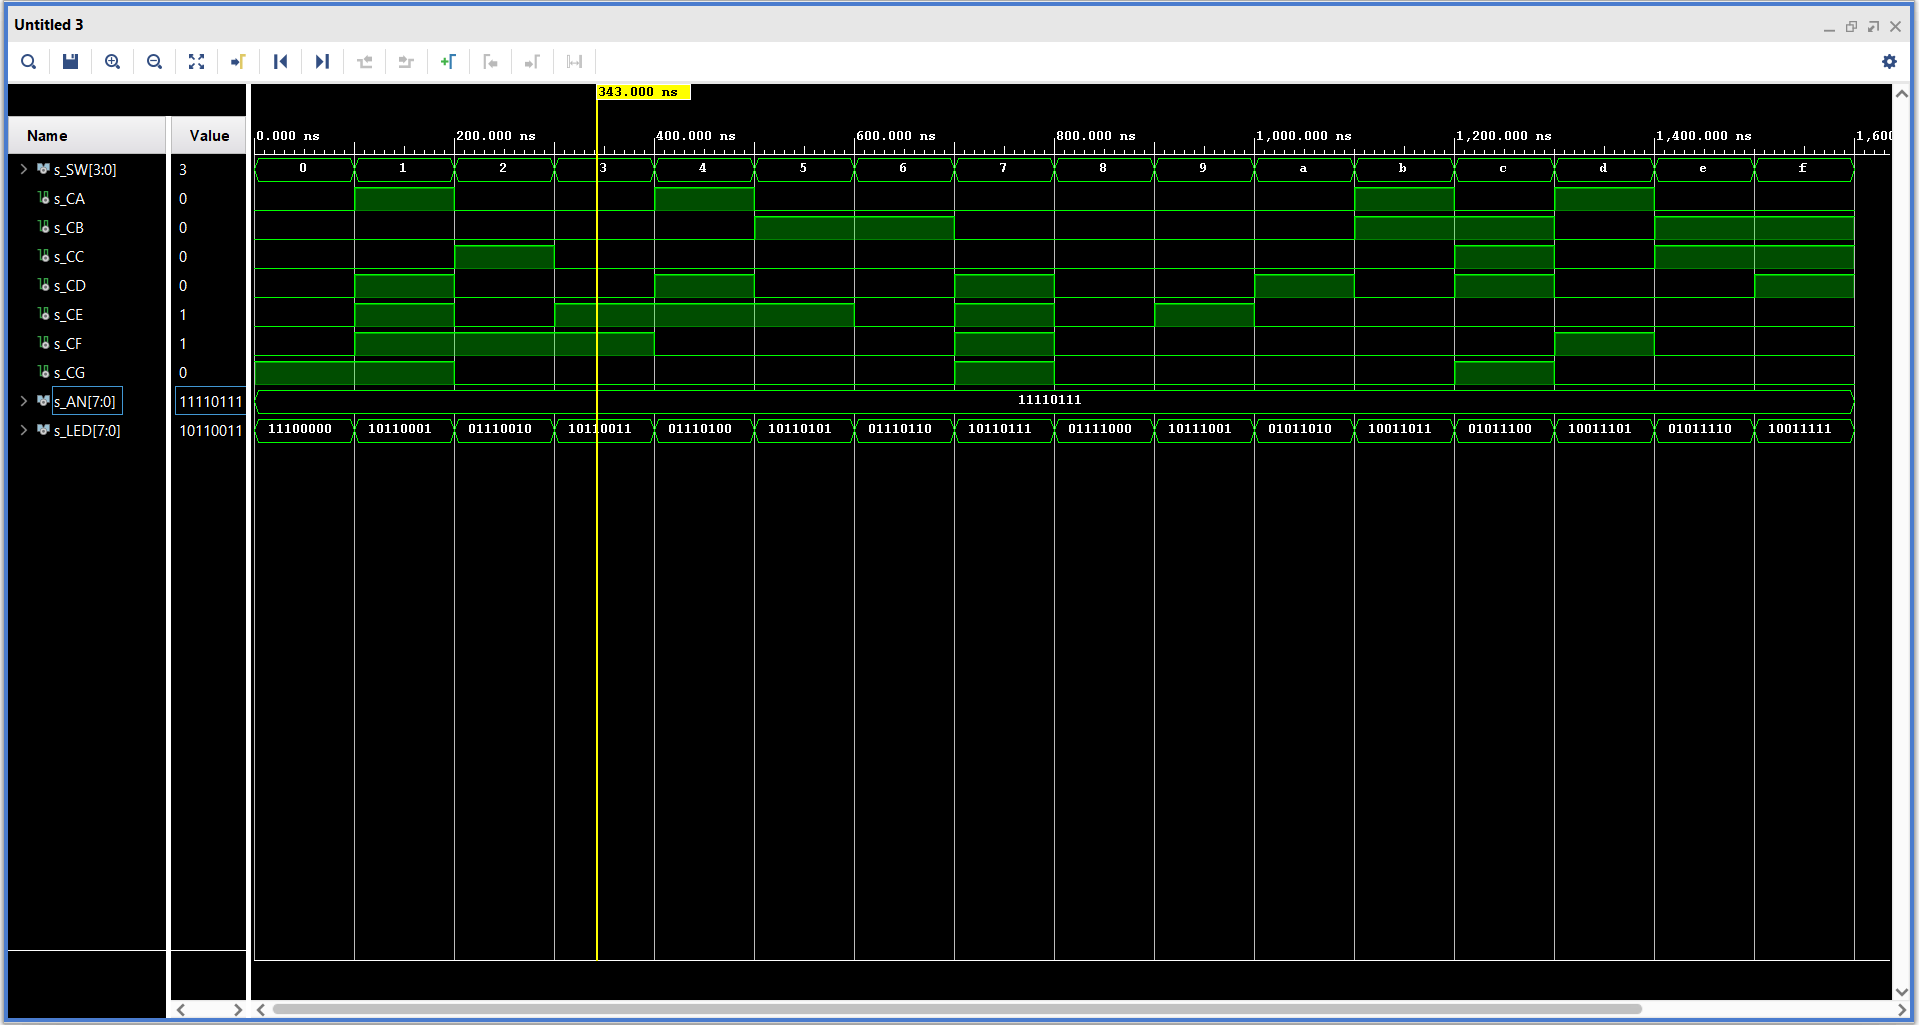 Untitled 3
343.000 ns
Name Value
0.000 ns 200.000 ns 400.000 ns 600.000 ns 800.000 ns 1,000.000 ns 1,200.000 ns 1,400.000 ns 1,600
s_SW[3:0] 3 0 1 2 3 4 5 6 7 8 9 a b c d e f
s_CA 0
s_CB 0
s_CC 0
s_CD 0
s_CE 1
s_CF 1
s_CG 0
s_AN[7:0] 11110111 11110111
s_LED[7:0] 10110011 11100000 10110001 01110010 10110011 01110100 10110101 01110110 10110111 01111000 10111001 01011010 10011011 01011100 10011101 01011110 10011111